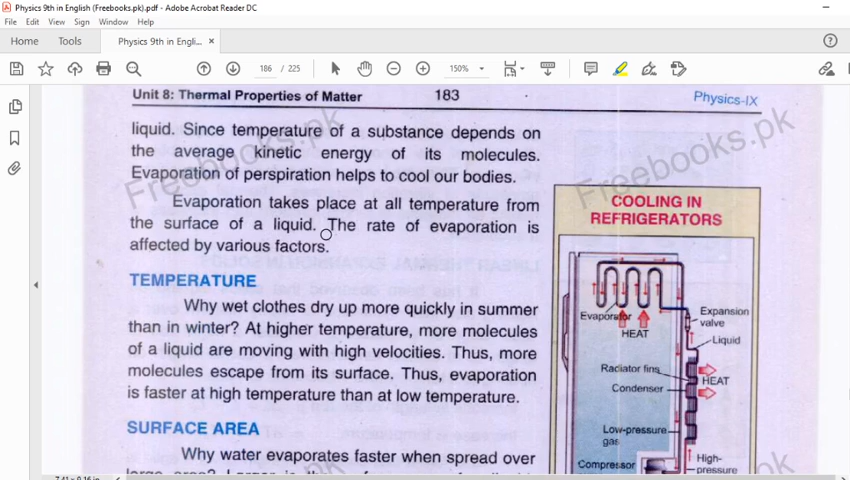 Physics 9th in English (Freebooks.pk).pdf - Adobe Acrobat Reader DC
File Edit View Sign Window Help
Home Tools Physics 9th in Engli... ×
186 / 225 150%
Unit 8: Thermal Properties of Matter 183 Physics-IX
liquid. Since temperature of a substance depends on
the average kinetic energy of its molecules.
Evaporation of perspiration helps to cool our bodies.
Evaporation takes place at all temperature from
the surface of a liquid. The rate of evaporation is
affected by various factors.
TEMPERATURE
Why wet clothes dry up more quickly in summer
than in winter? At higher temperature, more molecules
of a liquid are moving with high velocities. Thus, more
molecules escape from its surface. Thus, evaporation
is faster at high temperature than at low temperature.
SURFACE AREA
Why water evaporates faster when spread over
COOLING IN
REFRIGERATORS
Evaporator
HEAT
Expansion
valve
Liquid
Radiator fins
HEAT
Condenser
Low-pressure
gas
Compressor
High-
pressure
Freebooks.pk
Freebooks.pk